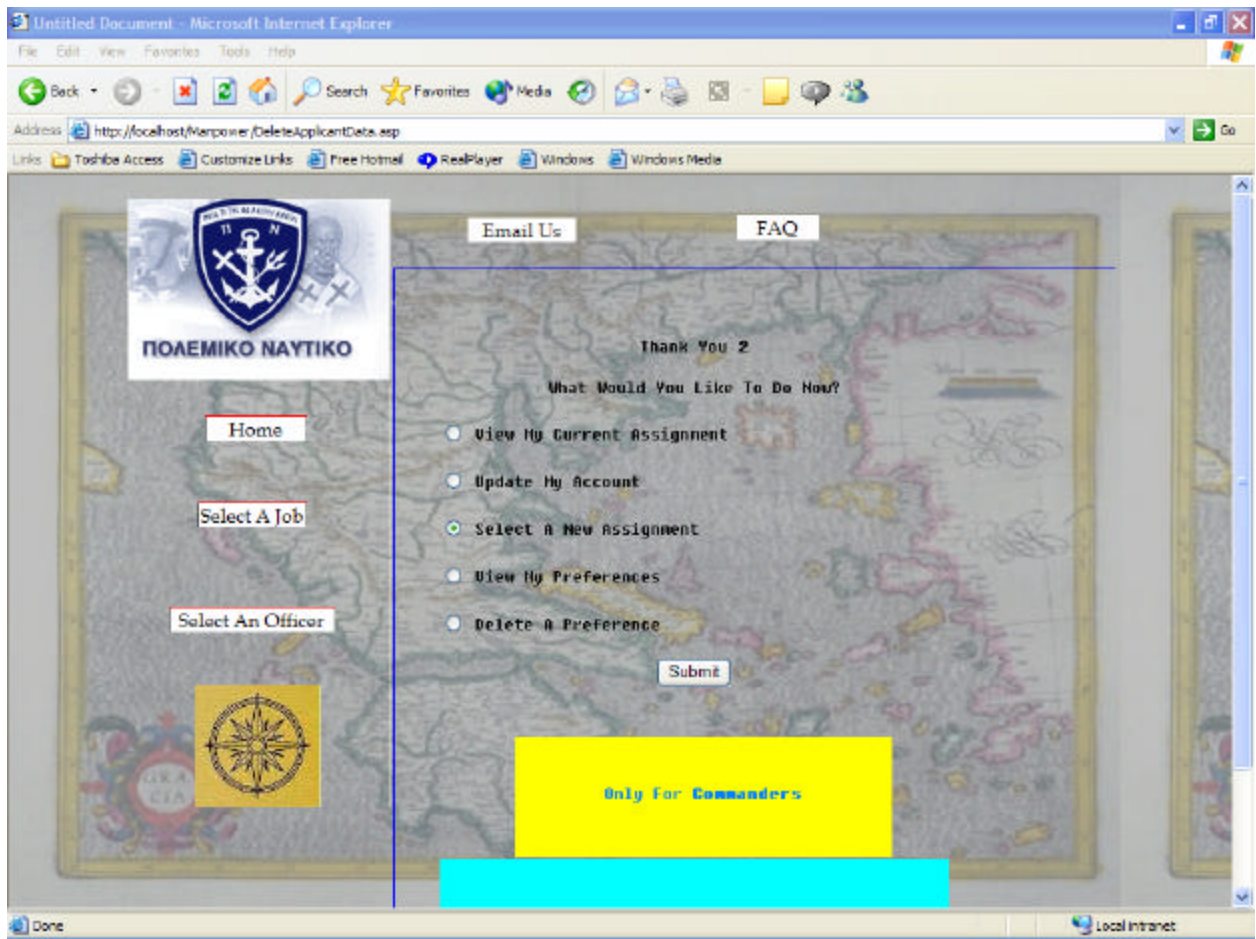 Untitled Document - Microsoft Internet Explorer
File Edit View Favorites Tools Help
Back Search Favorites Media
Address http://localhost/Manpower/DeleteApplicantData.asp Go
Links Toshiba Access Customize Links Free Hotmail RealPlayer Windows Windows Media
Email Us FAQ
Π Ν
ΠΟΛΕΜΙΚΟ ΝΑΥΤΙΚΟ
Home
Select A Job
Select An Officer
Thank You 2
What Would You Like To Do Now?
View My Current Assignment
Update My Account
Select A New Assignment
View My Preferences
Delete A Preference
Submit
Only For Commanders
Done Local intranet